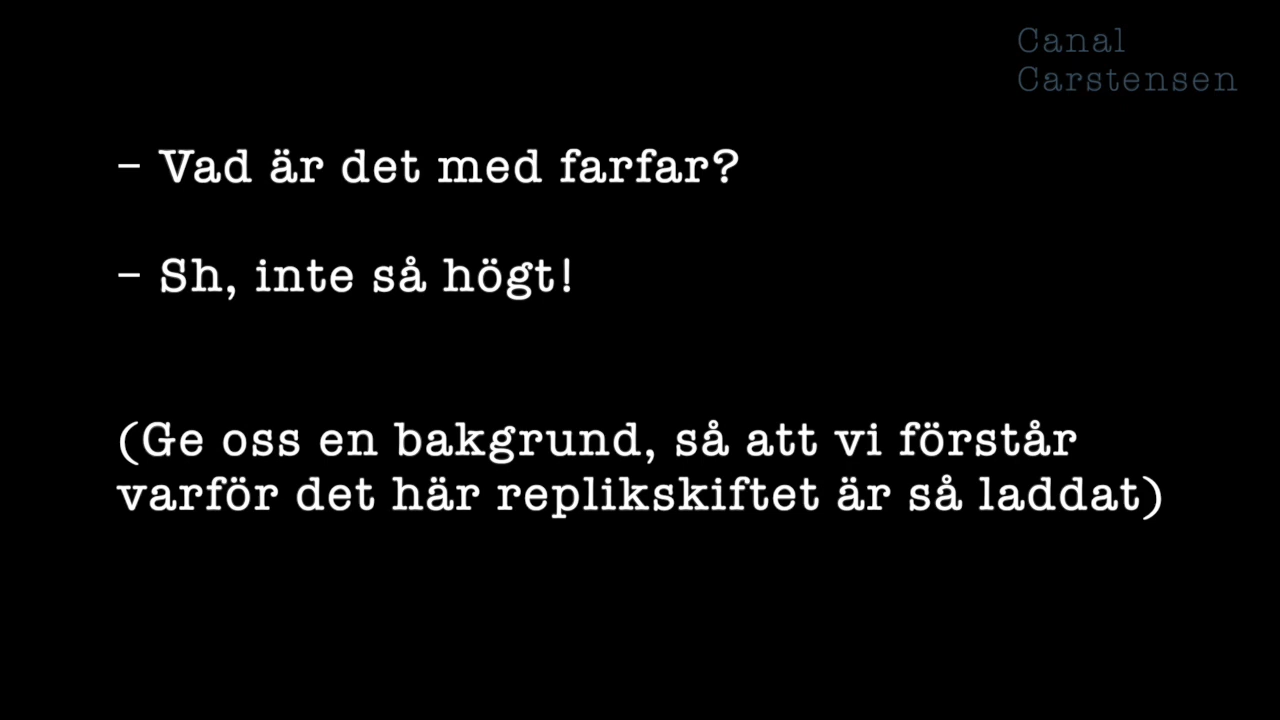 Canal
Carstensen
– Vad är det med farfar?
– Sh, inte så högt!
(Ge oss en bakgrund, så att vi förstår
varför det här replikskiftet är så laddat)